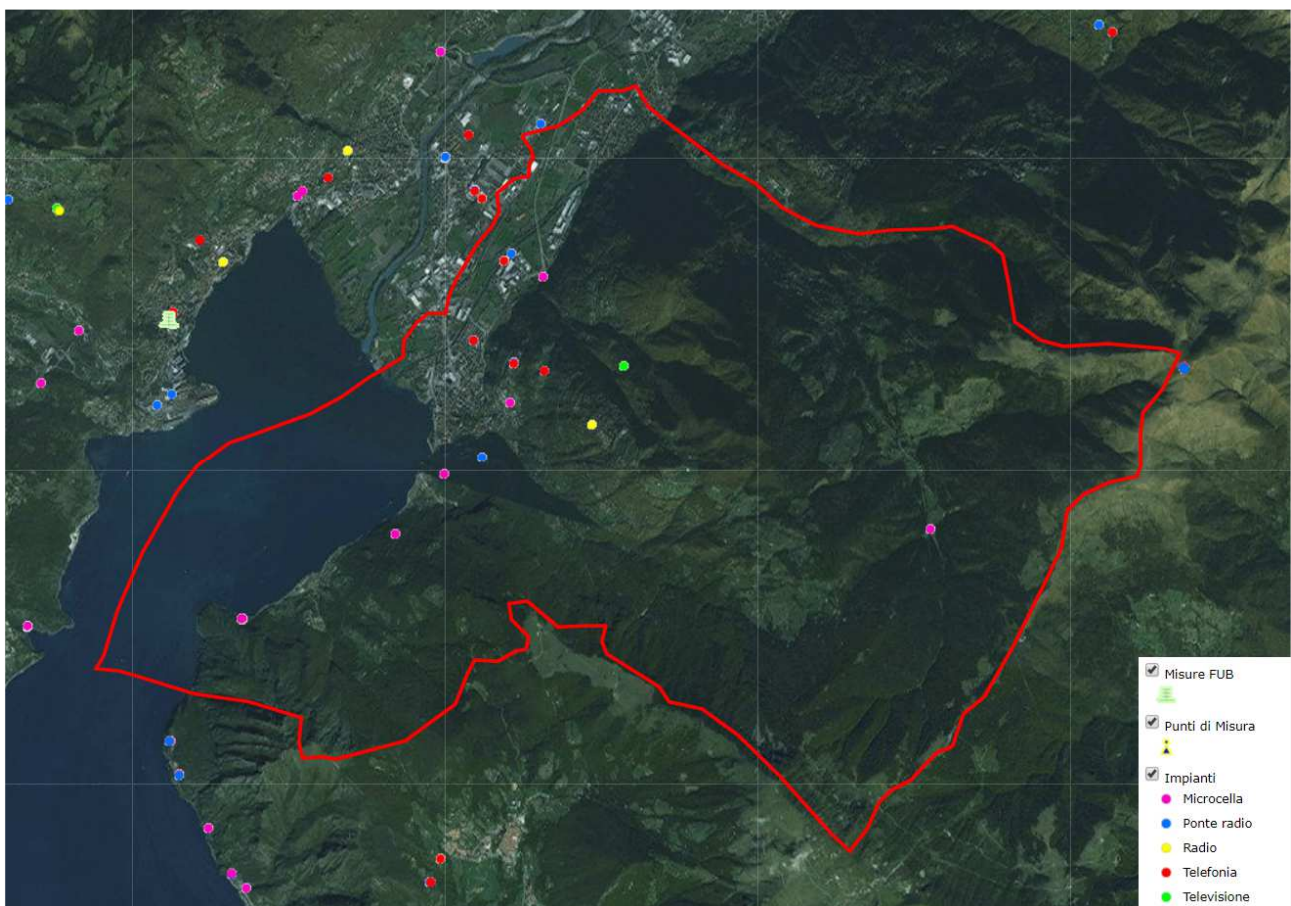 Misure FUB
Punti di Misura
Impianti
Microcella
Ponte radio
Radio
Telefonia
Televisione